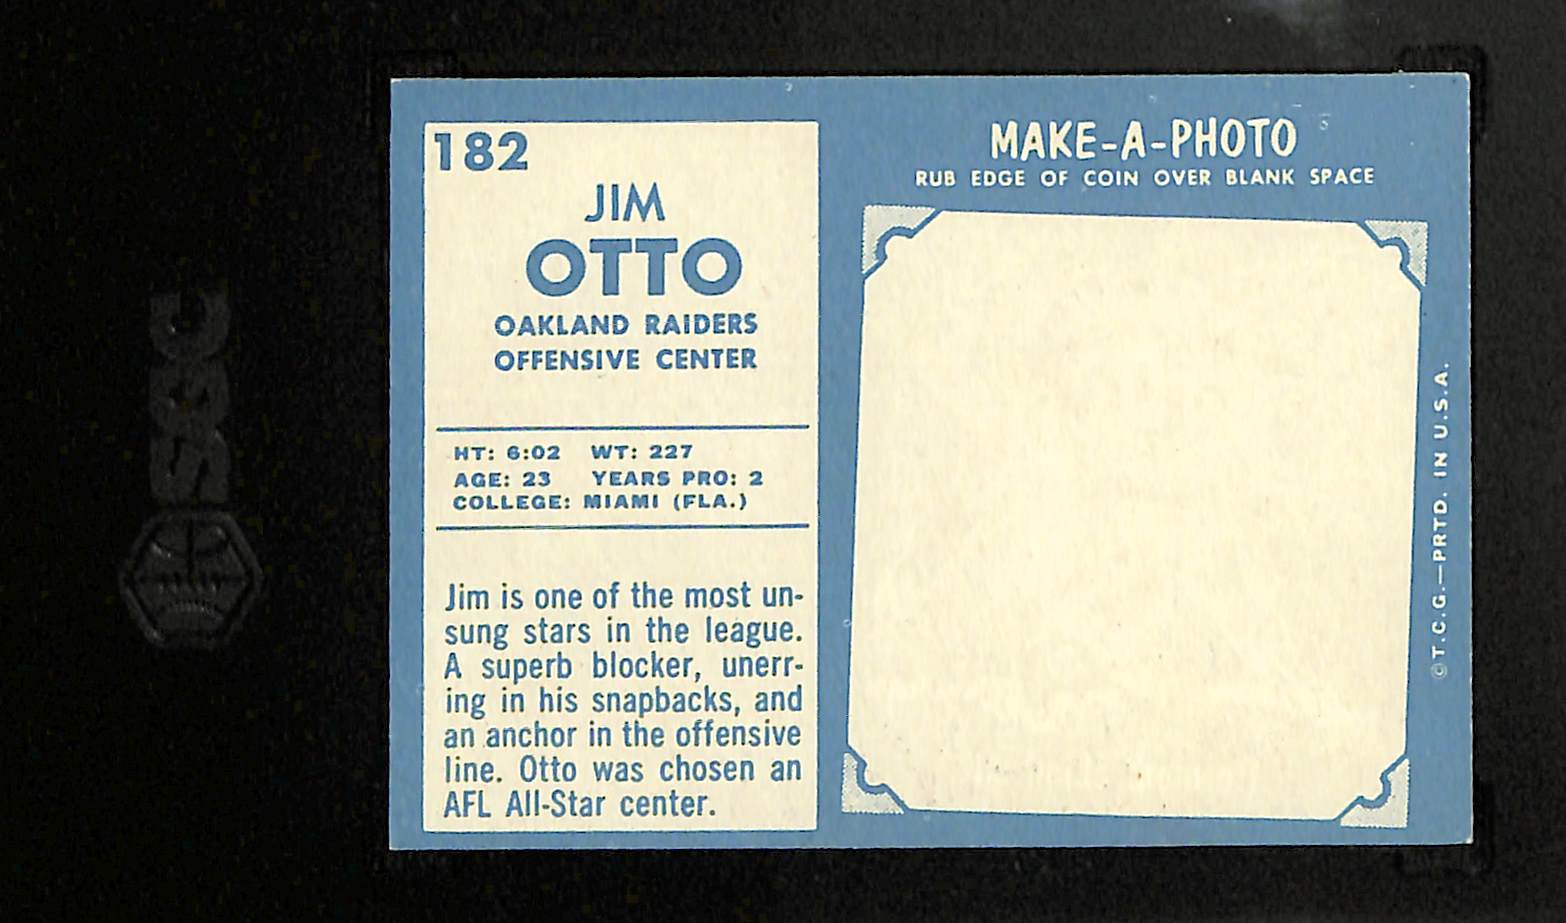 182
JIM
OTTO
OAKLAND RAIDERS
OFFENSIVE CENTER
HT: 6:02 WT: 227
AGE: 23 YEARS PRO: 2
COLLEGE: MIAMI (FLA.)
Jim is one of the most un-
sung stars in the league.
A superb blocker, unerr-
ing in his snapbacks, and
an anchor in the offensive
line. Otto was chosen an
AFL All-Star center.
MAKE-A-PHOTO
RUB EDGE OF COIN OVER BLANK SPACE
©T.C.G.—PRTD. IN U.S.A.
SGC